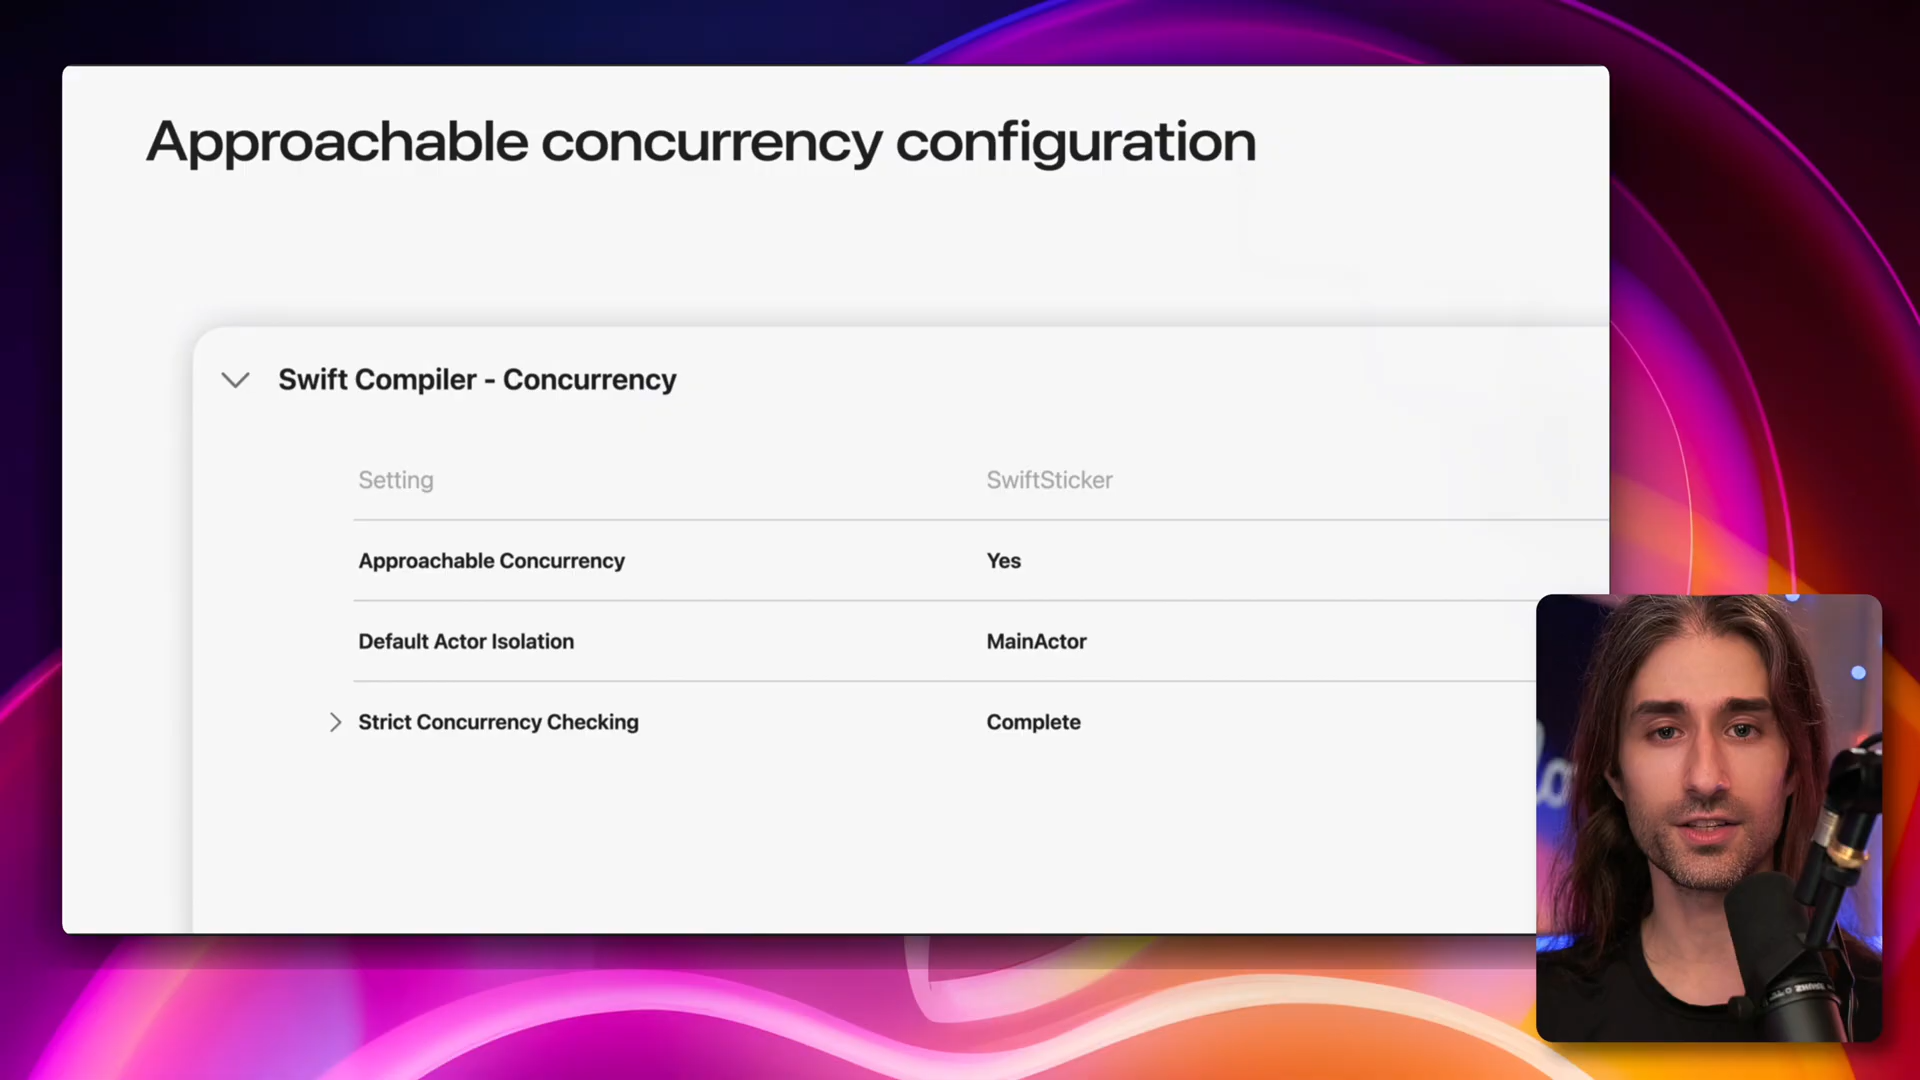 Approachable concurrency configuration
Swift Compiler - Concurrency
Setting SwiftSticker
Approachable Concurrency Yes
Default Actor Isolation MainActor
Strict Concurrency Checking Complete